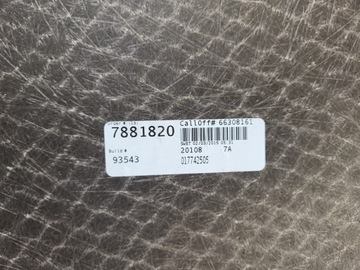 7881820
CallOff# 66308161
20108 7A
Build #
93543
017742505